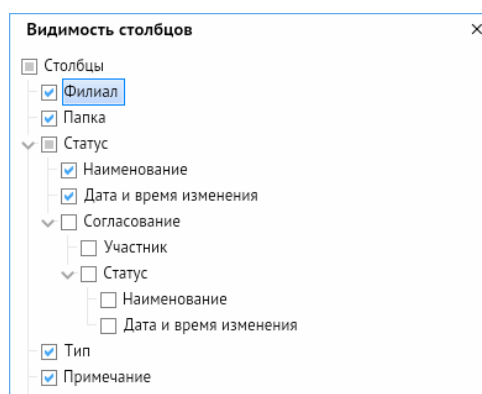 Видимость столбцов
Столбцы
Филиал
Папка
Статус
Наименование
Дата и время изменения
Согласование
Участник
Статус
Наименование
Дата и время изменения
Тип
Примечание